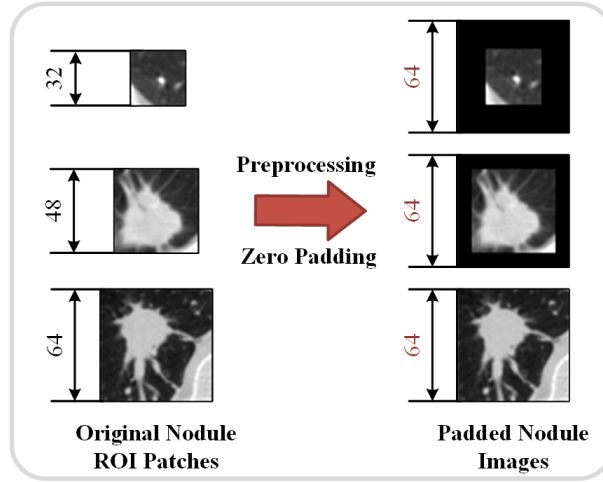 32
64
Preprocessing
48
64
Zero Padding
64
64
Original Nodule
ROI Patches
Padded Nodule
Images